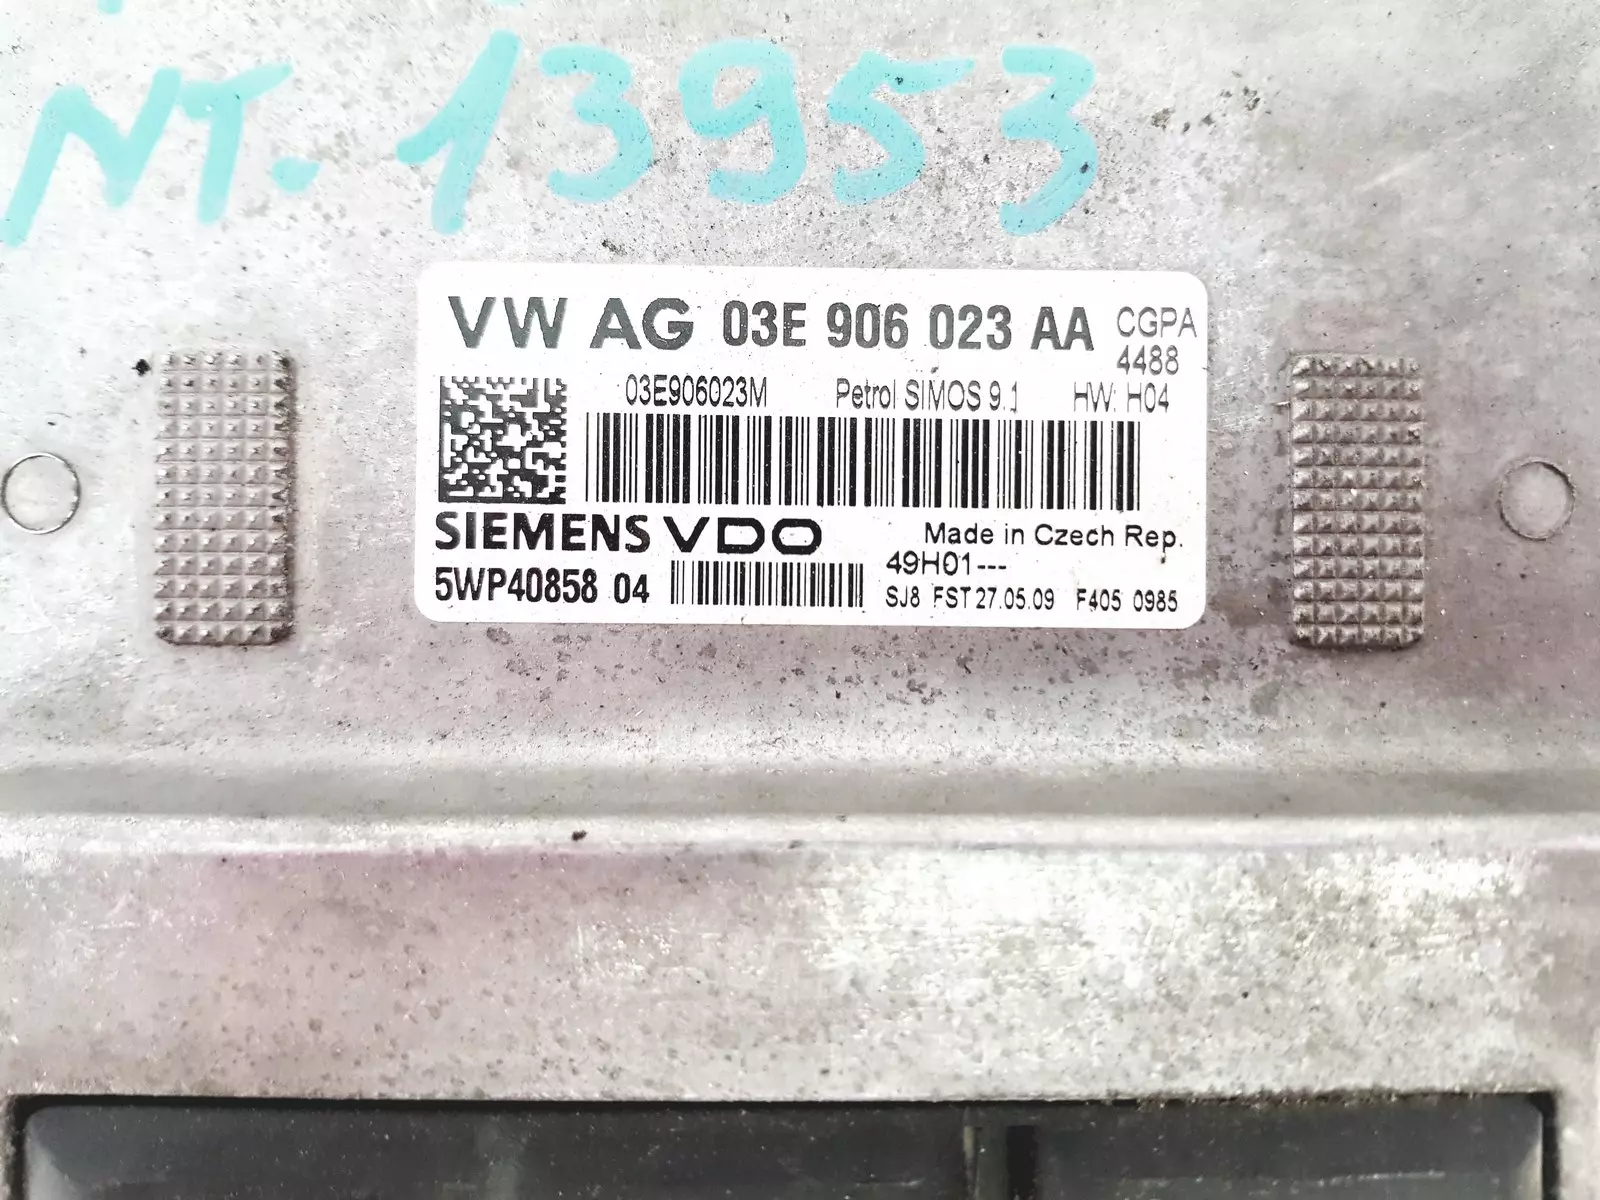 NT. 13953
VW AG 03E 906 023 AA CGPA
4488
03E906023M Petrol SIMOS 9.1 HW: H04
SIEMENS VDO Made in Czech Rep.
49H01---
5WP40858 04 SJ8 FST 27.05.09 F405 0985